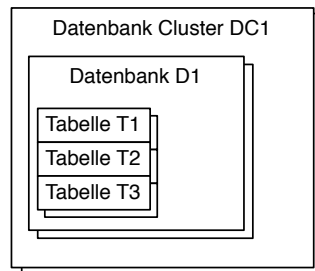 Datenbank Cluster DC1
Datenbank D1
Tabelle T1
Tabelle T2
Tabelle T3